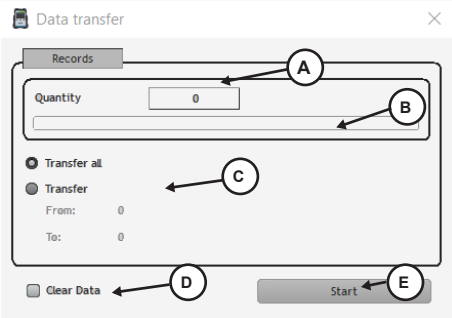 Data transfer
Records
A
Quantity 0
B
Transfer all
C
Transfer
From: 0
To: 0
D
E
Clear Data
Start